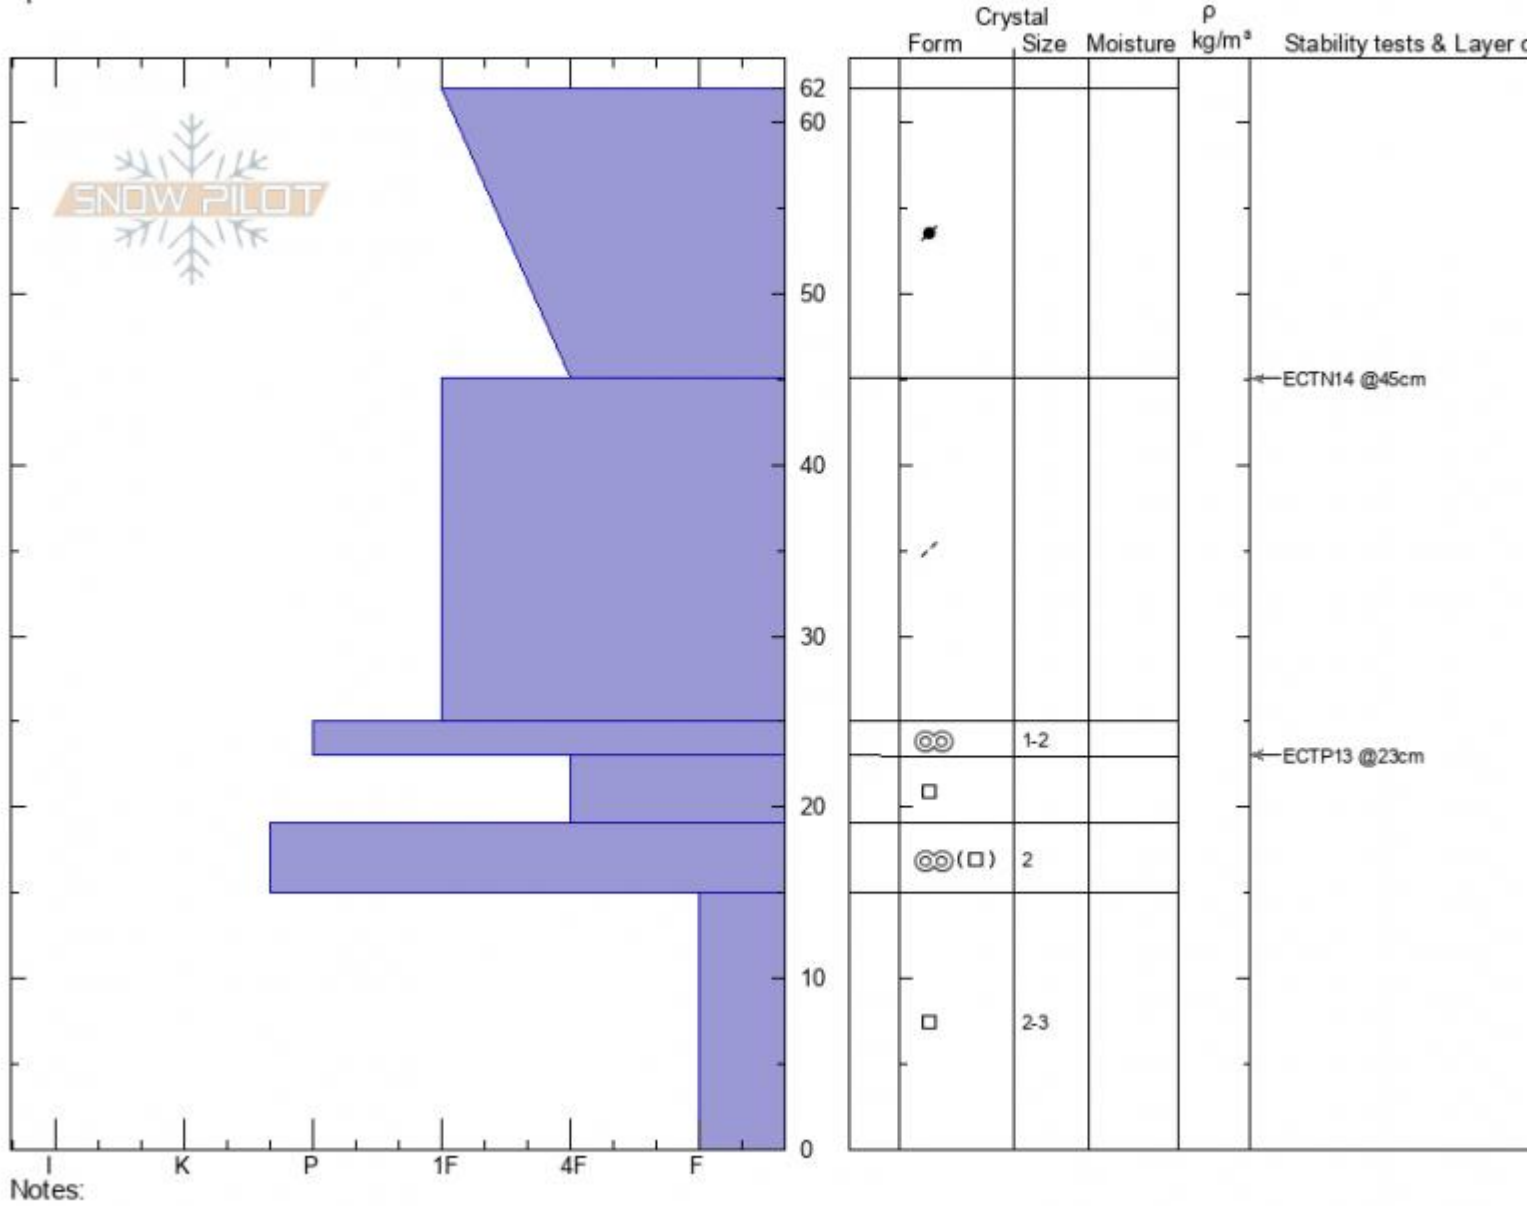 Crystal
ρ
Form Size Moisture kg/m³ Stability tests & Layer
62
60
SNOW PILOT
50
ECTN14 @45cm
40
30
1-2
ECTP13 @23cm
20
2
10
2-3
0
I K P 1F 4F F
Notes: